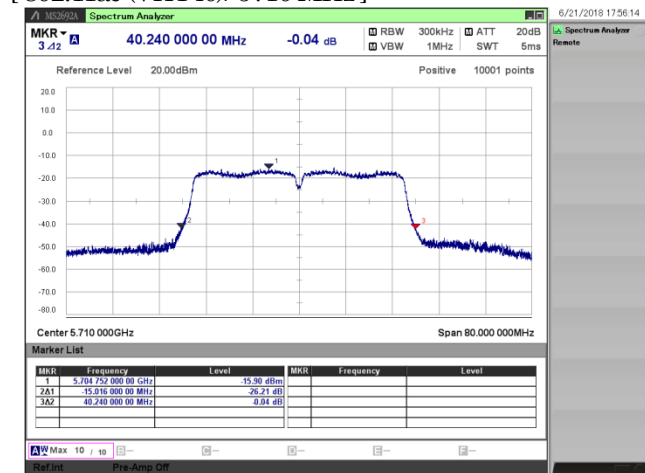 [802.11ac (VHT40): 5710 MHz]
MS2692A Spectrum Analyzer
6/21/2018 17:56:14
Spectrum Analyzer
Remote
MKR A 40.240 000 00 MHz -0.04 dB
3 Δ2
RBW 300kHz ATT 20dB
VBW 1MHz SWT 5ms
Reference Level 20.00dBm Positive 10001 points
20.0
10.0
0.0
-10.0
-20.0
-30.0
-40.0
-50.0
-60.0
-70.0
-80.0
1
2
3
Center 5.710 000GHz Span 80.000 000MHz
Marker List
MKR Frequency Level MKR Frequency Level
1 5.704 752 000 00 GHz -15.90 dBm
2Δ1 -15.016 000 00 MHz -26.21 dB
3Δ2 40.240 000 00 MHz -0.04 dB
A W Max 10 / 10 B -- C -- D -- E -- F --
Ref.Int Pre-Amp Off